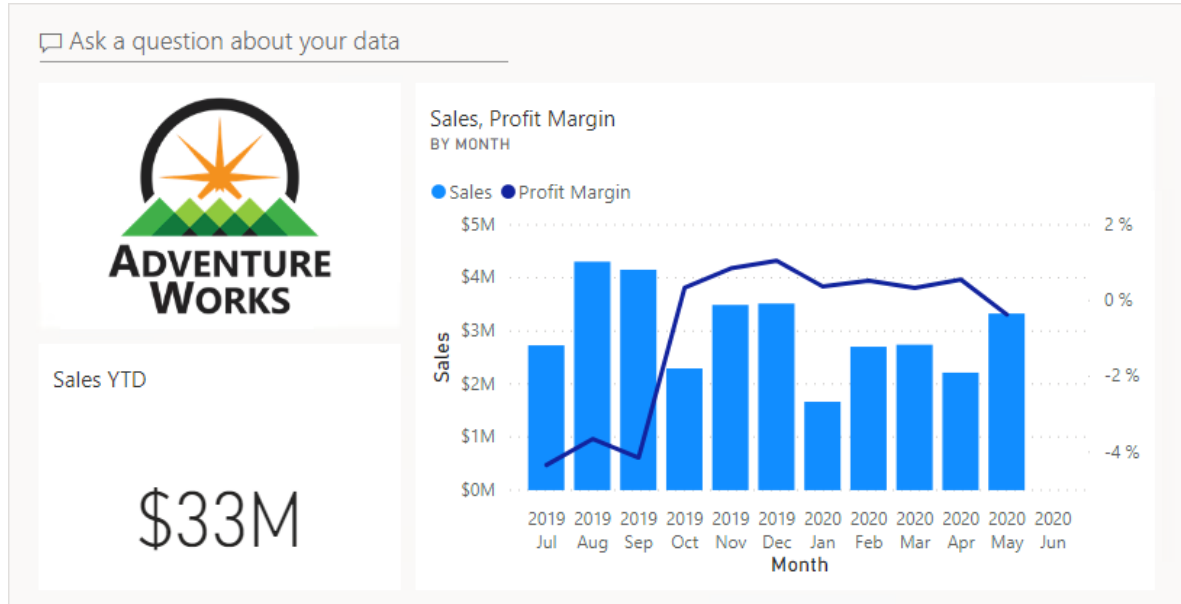 Ask a question about your data
ADVENTURE
WORKS
Sales YTD
$33M
Sales, Profit Margin
BY MONTH
Sales Profit Margin
$5M 2 %
$4M
0 %
$3M
Sales
$2M -2 %
$1M
-4 %
$0M
2019 2019 2019 2019 2019 2019 2020 2020 2020 2020 2020 2020
Jul Aug Sep Oct Nov Dec Jan Feb Mar Apr May Jun
Month